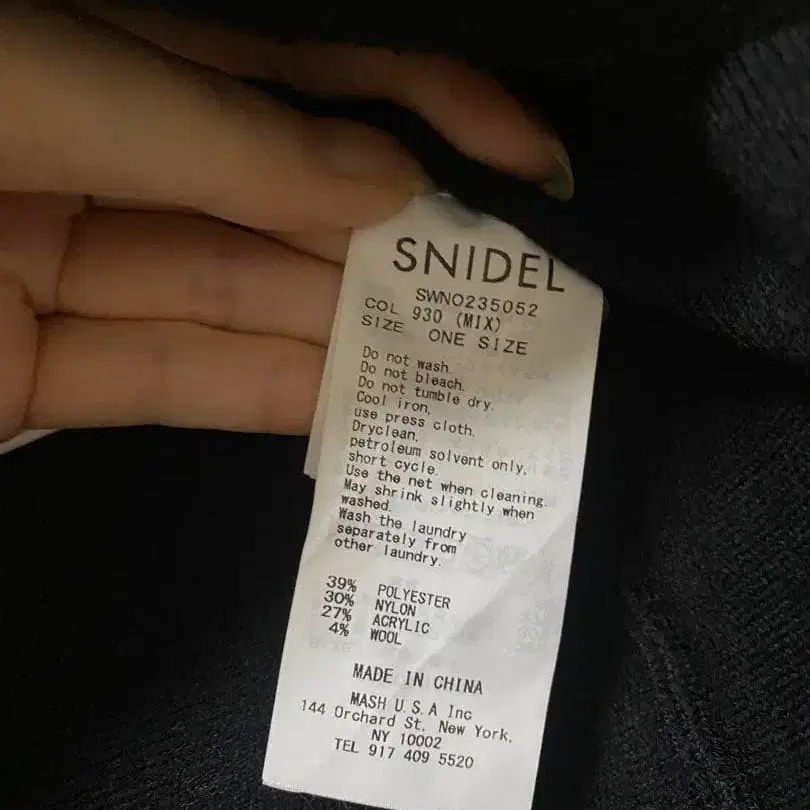 SNIDEL
SWNO235052
COL 930 (MIX)
SIZE ONE SIZE
Do not wash.
Do not bleach.
Do not tumble dry.
Cool iron,
use press cloth.
Dryclean,
petroleum solvent only,
short cycle.
Use the net when cleaning.
May shrink slightly when
washed.
Wash the laundry
separately from
other laundry.
39% POLYESTER
30% NYLON
27% ACRYLIC
4% WOOL
MADE IN CHINA
MASH U.S.A Inc
144 Orchard St. New York,
NY 10002
TEL 917 409 5520